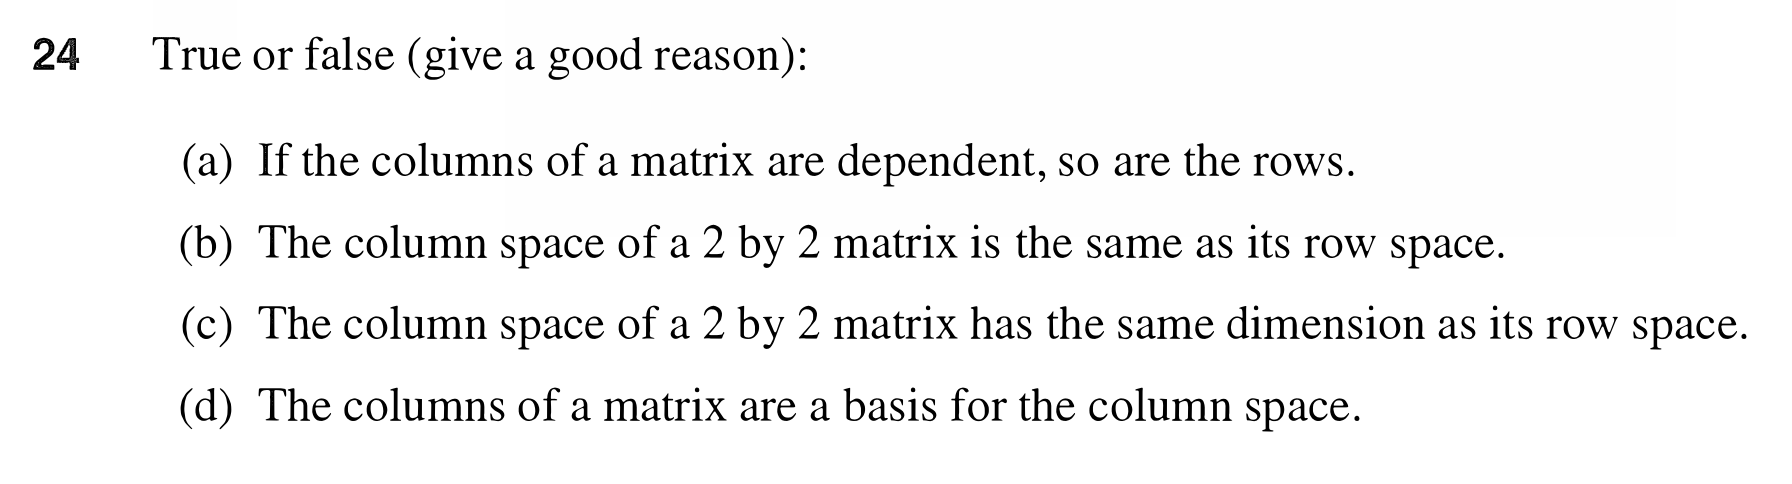 24 True or false (give a good reason):
(a) If the columns of a matrix are dependent, so are the rows.
(b) The column space of a 2 by 2 matrix is the same as its row space.
(c) The column space of a 2 by 2 matrix has the same dimension as its row space.
(d) The columns of a matrix are a basis for the column space.